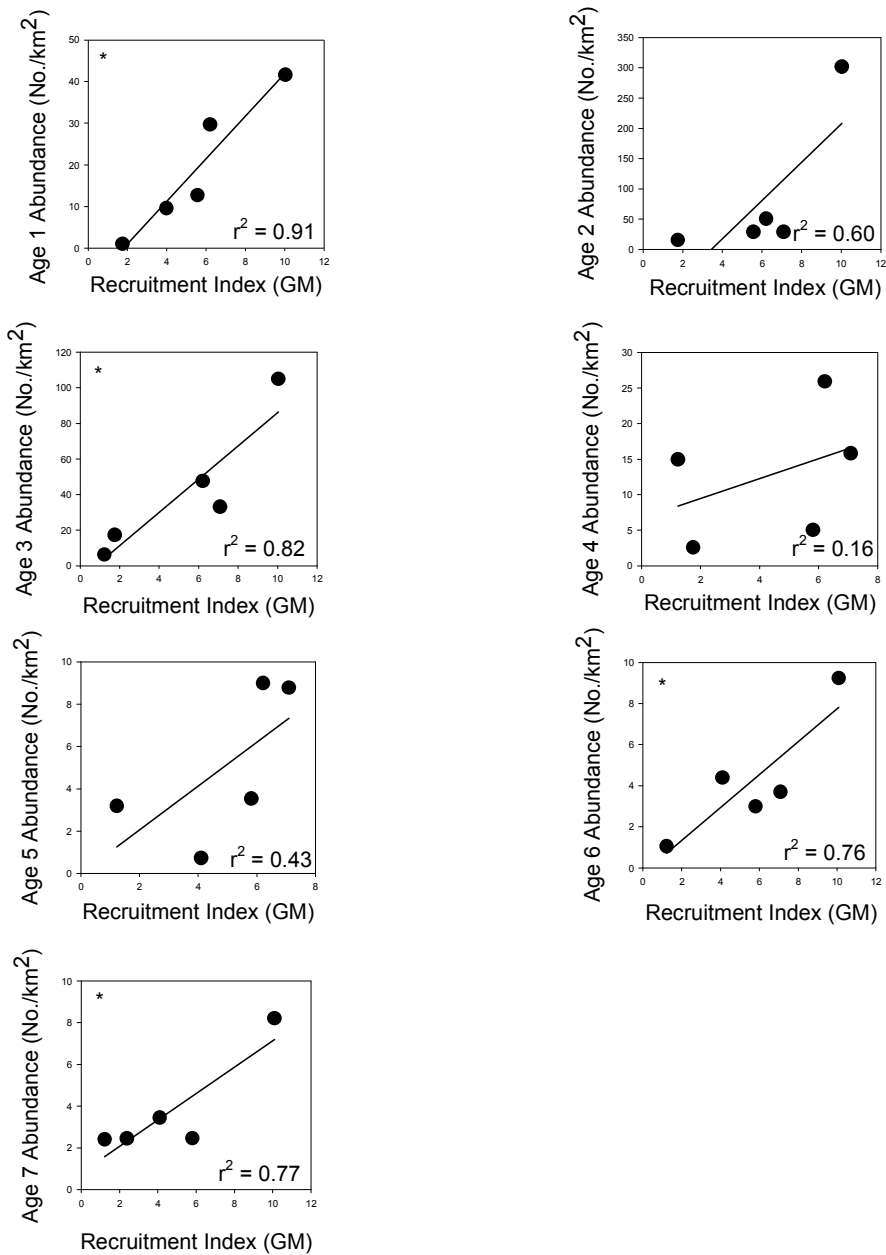 Age 1 Abundance (No./km²)
50
40
30
20
10
0
*
r² = 0.91
0 2 4 6 8 10 12
Recruitment Index (GM)
Age 2 Abundance (No./km²)
350
300
250
200
150
100
50
0
r² = 0.60
0 2 4 6 8 10 12
Recruitment Index (GM)
Age 3 Abundance (No./km²)
120
100
80
60
40
20
0
*
r² = 0.82
0 2 4 6 8 10 12
Recruitment Index (GM)
Age 4 Abundance (No./km²)
30
25
20
15
10
5
0
r² = 0.16
0 2 4 6 8
Recruitment Index (GM)
Age 5 Abundance (No./km²)
10
8
6
4
2
0
r² = 0.43
0 2 4 6 8
Recruitment Index (GM)
Age 6 Abundance (No./km²)
10
8
6
4
2
0
*
r² = 0.76
0 2 4 6 8 10 12
Recruitment Index (GM)
Age 7 Abundance (No./km²)
10
8
6
4
2
0
*
r² = 0.77
0 2 4 6 8 10 12
Recruitment Index (GM)